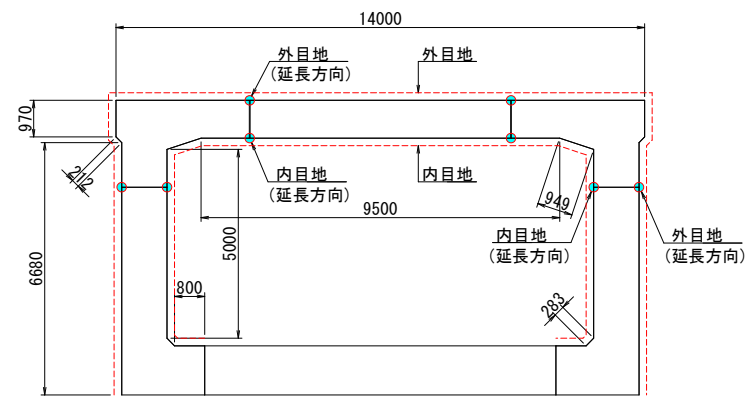 14000
外目地
(延長方向)
外目地
970
212
内目地
(延長方向)
内目地
949
9500
5000
内目地
(延長方向)
外目地
(延長方向)
6680
800
283